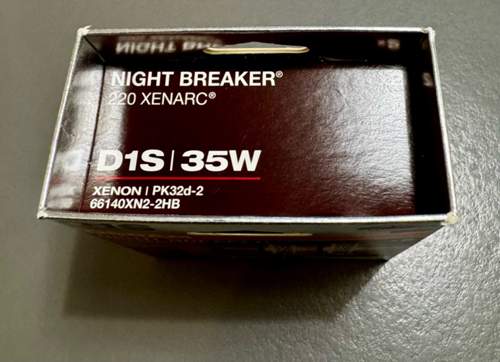 NIGHT BREAKER®
220 XENARC®
D1S | 35W
XENON | PK32d-2
66140XN2-2HB